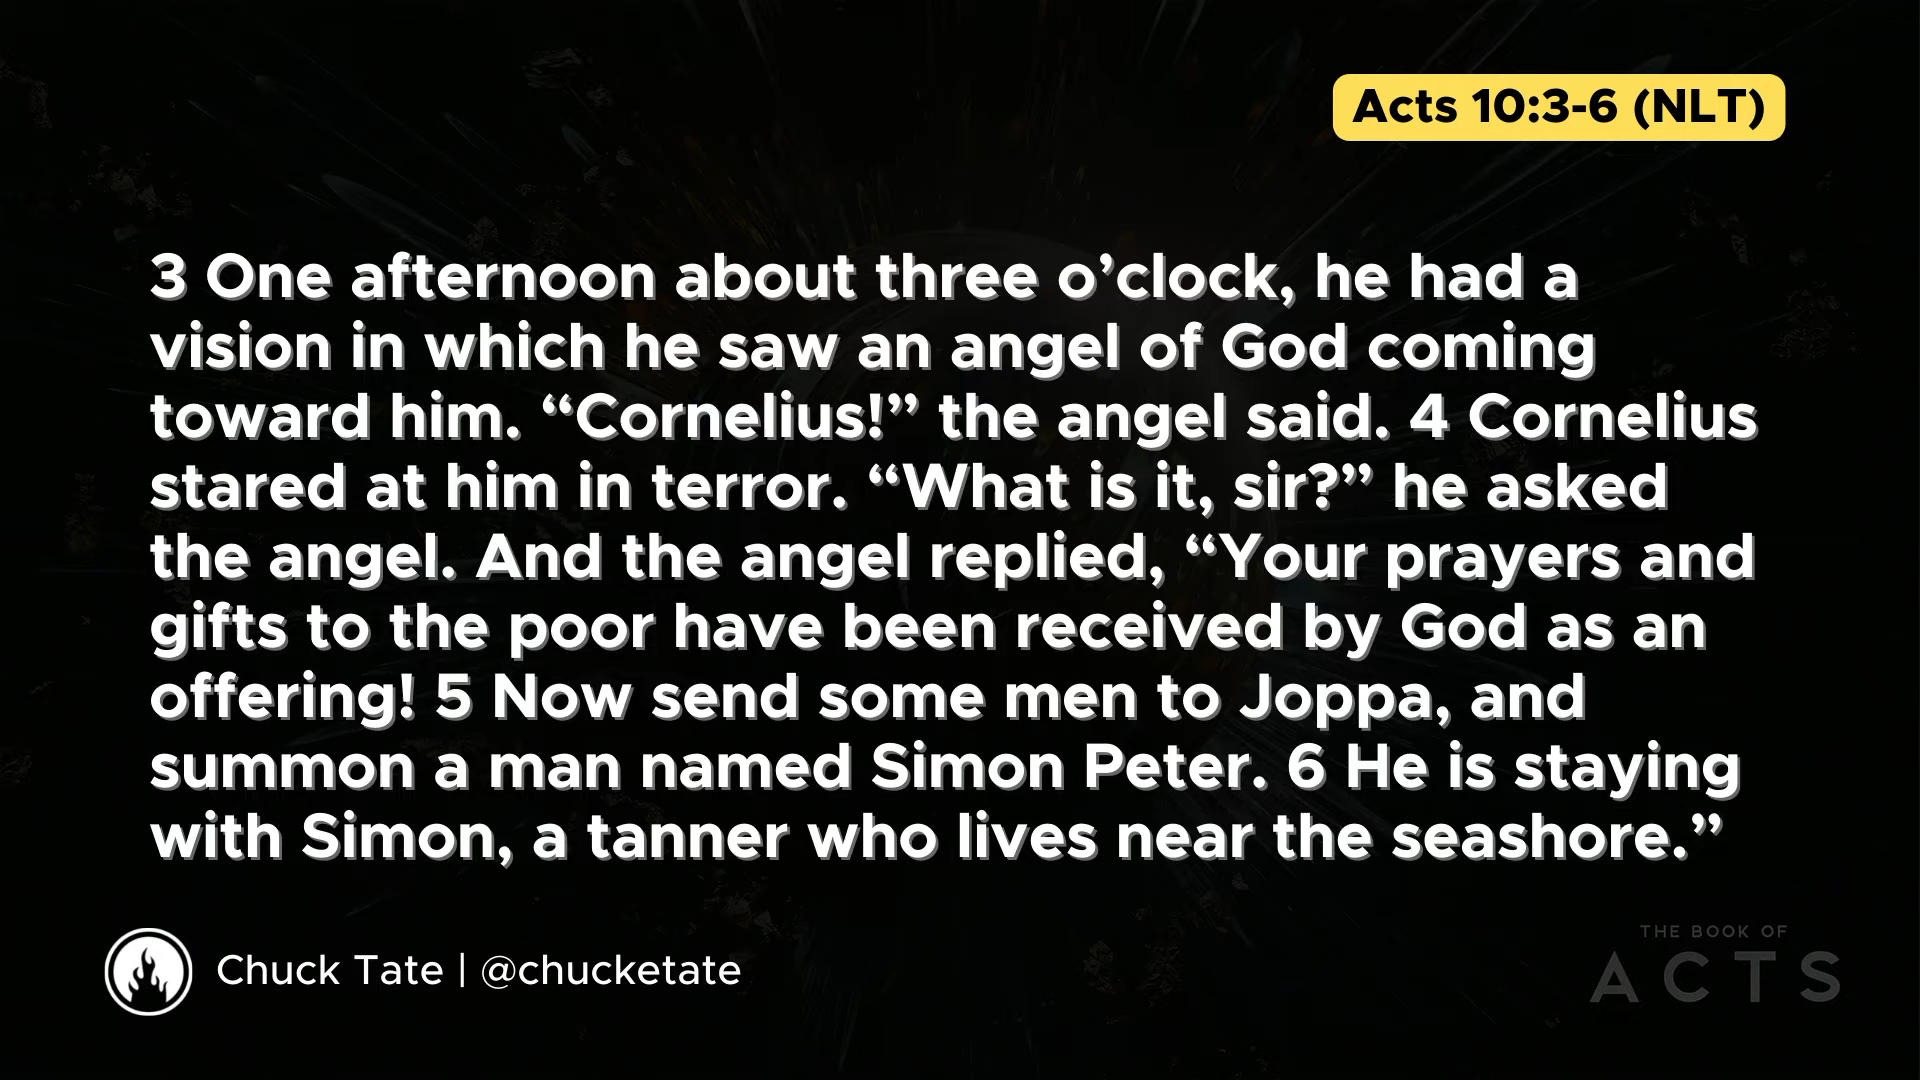 Acts 10:3-6 (NLT)
3 One afternoon about three o’clock, he had a
vision in which he saw an angel of God coming
toward him. “Cornelius!” the angel said. 4 Cornelius
stared at him in terror. “What is it, sir?” he asked
the angel. And the angel replied, “Your prayers and
gifts to the poor have been received by God as an
offering! 5 Now send some men to Joppa, and
summon a man named Simon Peter. 6 He is staying
with Simon, a tanner who lives near the seashore.”
Chuck Tate | @chucketate
THE BOOK OF
ACTS